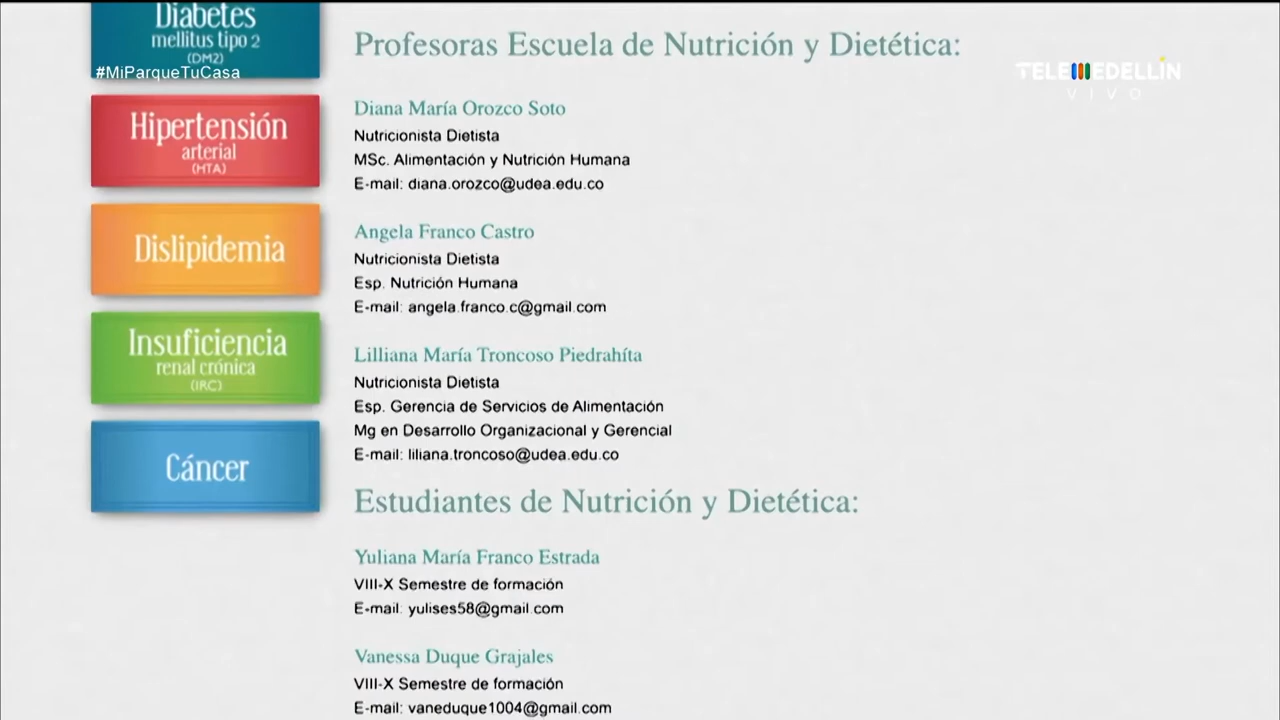 Diabetes
mellitus tipo 2
(DM2)
#MiParqueTuCasa
Hipertensión
arterial
(HTA)
Dislipidemia
Insuficiencia
renal crónica
(IRC)
Cáncer
Profesoras Escuela de Nutrición y Dietética:
Diana María Orozco Soto
Nutricionista Dietista
MSc. Alimentación y Nutrición Humana
E-mail: diana.orozco@udea.edu.co
Angela Franco Castro
Nutricionista Dietista
Esp. Nutrición Humana
E-mail: angela.franco.c@gmail.com
Lilliana María Troncoso Piedrahíta
Nutricionista Dietista
Esp. Gerencia de Servicios de Alimentación
Mg en Desarrollo Organizacional y Gerencial
E-mail: liliana.troncoso@udea.edu.co
Estudiantes de Nutrición y Dietética:
Yuliana María Franco Estrada
VIII-X Semestre de formación
E-mail: yulises58@gmail.com
Vanessa Duque Grajales
VIII-X Semestre de formación
E-mail: vaneduque1004@gmail.com
TELEMEDELLÍN
VIVO